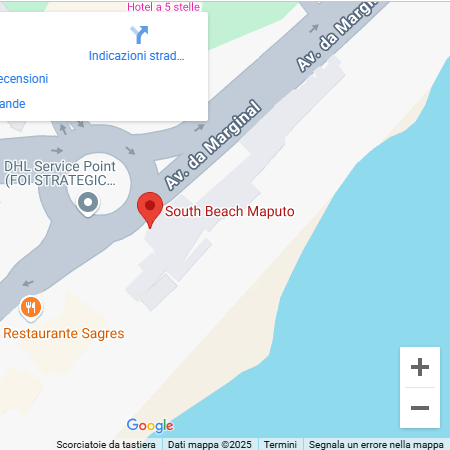 Hotel a 5 stelle
Indicazioni strad...
ecensioni
ande
Av. da Margin
Av. da Marginal
DHL Service Point
(FOI STRATEGIC...
South Beach Maputo
Restaurante Sagres
Google
Scorciatoie da tastiera
Dati mappa ©2025
Termini
Segnala un errore nella mappa